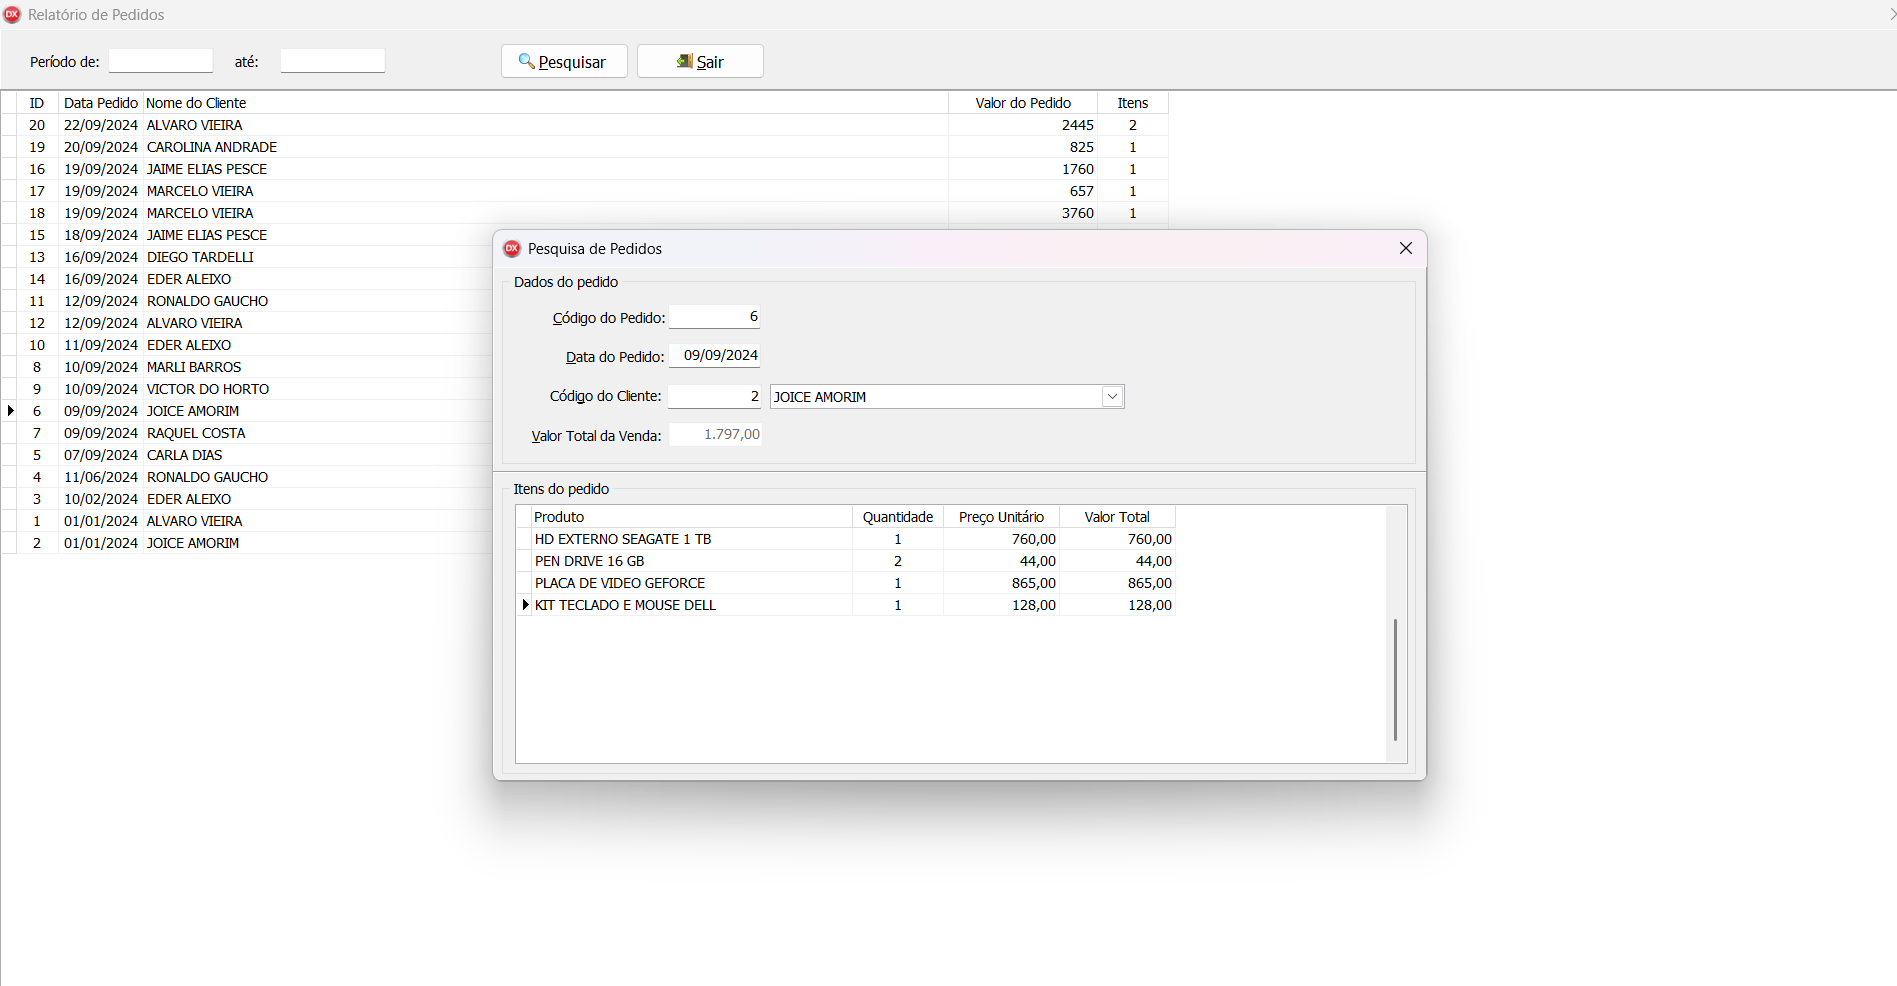 DX Relatório de Pedidos
Período de: até: Pesquisar Sair
ID Data Pedido Nome do Cliente Valor do Pedido Itens
20 22/09/2024 ALVARO VIEIRA 2445 2
19 20/09/2024 CAROLINA ANDRADE 825 1
16 19/09/2024 JAIME ELIAS PESCE 1760 1
17 19/09/2024 MARCELO VIEIRA 657 1
18 19/09/2024 MARCELO VIEIRA 3760 1
15 18/09/2024 JAIME ELIAS PESCE
13 16/09/2024 DIEGO TARDELLI
14 16/09/2024 EDER ALEIXO
11 12/09/2024 RONALDO GAUCHO
12 12/09/2024 ALVARO VIEIRA
10 11/09/2024 EDER ALEIXO
8 10/09/2024 MARLI BARROS
9 10/09/2024 VICTOR DO HORTO
6 09/09/2024 JOICE AMORIM
7 09/09/2024 RAQUEL COSTA
5 07/09/2024 CARLA DIAS
4 11/06/2024 RONALDO GAUCHO
3 10/02/2024 EDER ALEIXO
1 01/01/2024 ALVARO VIEIRA
2 01/01/2024 JOICE AMORIM
DX Pesquisa de Pedidos
Dados do pedido
Código do Pedido: 6
Data do Pedido: 09/09/2024
Código do Cliente: 2 JOICE AMORIM
Valor Total da Venda: 1.797,00
Itens do pedido
Produto Quantidade Preço Unitário Valor Total
HD EXTERNO SEAGATE 1 TB 1 760,00 760,00
PEN DRIVE 16 GB 2 44,00 44,00
PLACA DE VIDEO GEFORCE 1 865,00 865,00
KIT TECLADO E MOUSE DELL 1 128,00 128,00